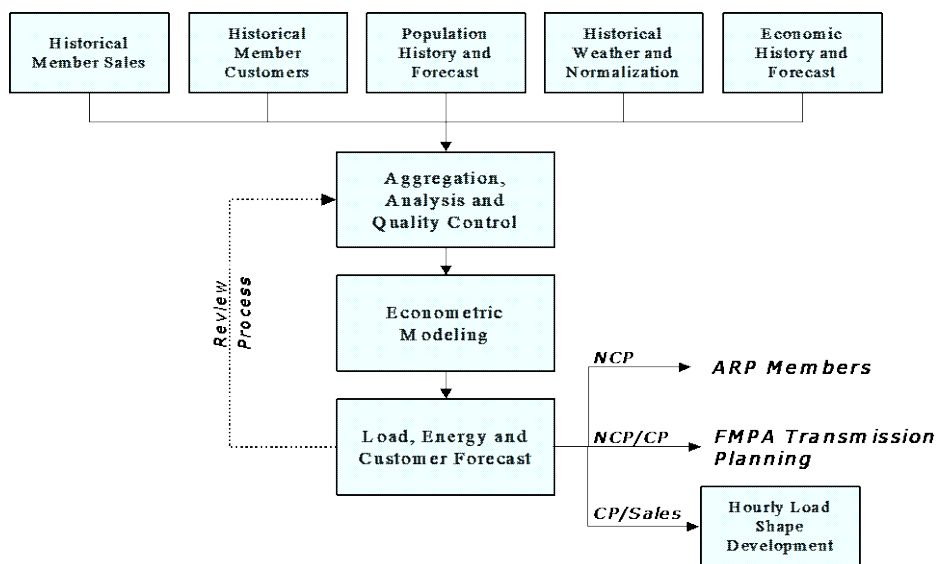 Historical
Member Sales
Historical
Member
Customers
Population
History and
Forecast
Historical
Weather and
Normalization
Economic
History and
Forecast
Aggregation,
Analysis and
Quality Control
Review
Process
Econometric
Modeling
Load, Energy and
Customer Forecast
NCP
ARP Members
NCP/CP
FMPA Transmission
Planning
CP/Sales
Hourly Load
Shape
Development